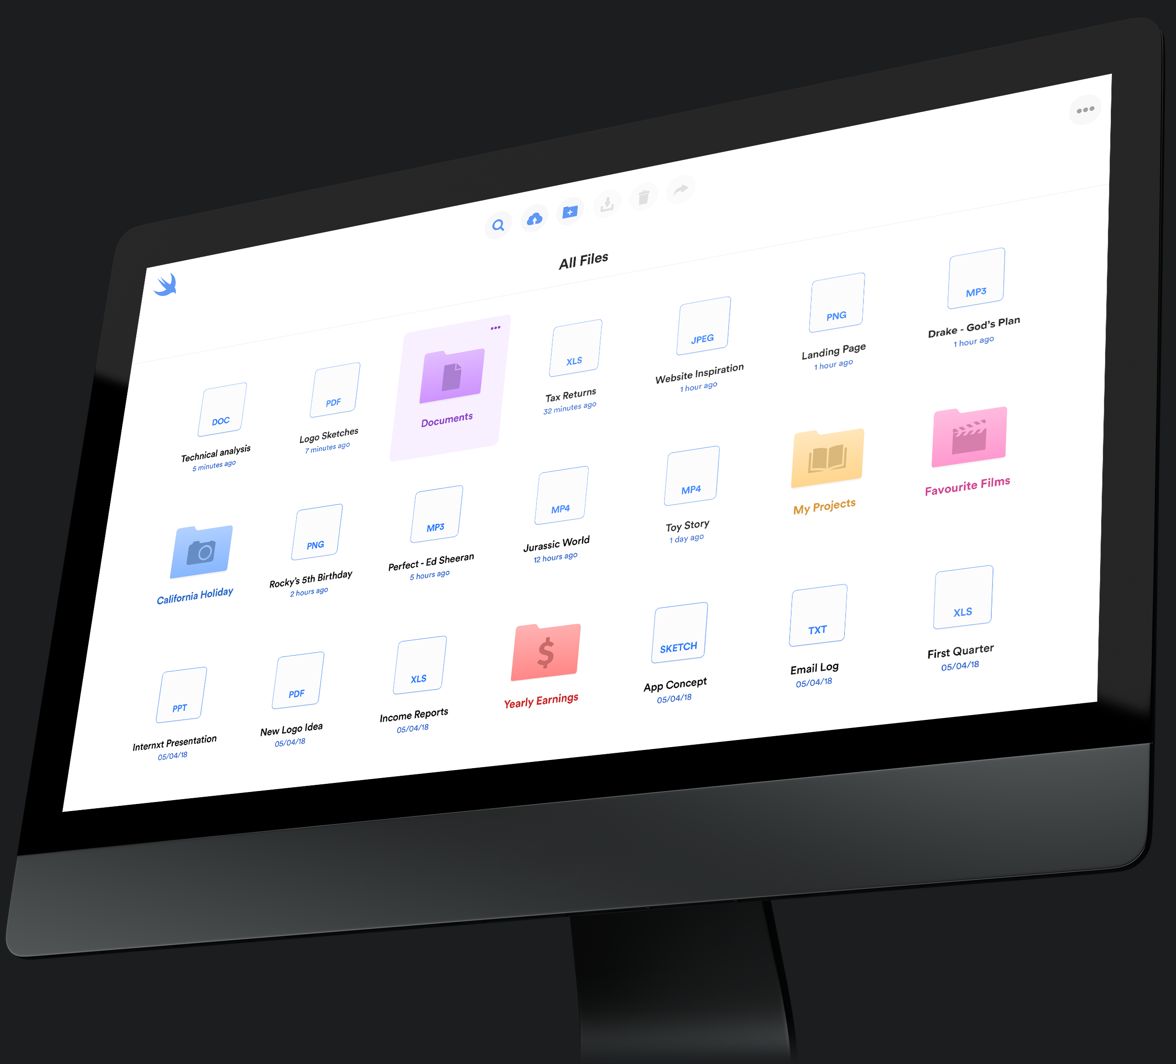 All Files
DOC
Technical analysis
5 minutes ago
PDF
Logo Sketches
7 minutes ago
Documents
XLS
Tax Returns
32 minutes ago
JPEG
Website Inspiration
1 hour ago
PNG
Landing Page
1 hour ago
MP3
Drake - God's Plan
1 hour ago
California Holiday
PNG
Rocky's 5th Birthday
2 hours ago
MP3
Perfect - Ed Sheeran
5 hours ago
MP4
Jurassic World
12 hours ago
MP4
Toy Story
1 day ago
My Projects
Favourite Films
PPT
Internxt Presentation
05/04/18
PDF
New Logo Idea
05/04/18
XLS
Income Reports
05/04/18
$
Yearly Earnings
SKETCH
App Concept
05/04/18
TXT
Email Log
05/04/18
XLS
First Quarter
05/04/18